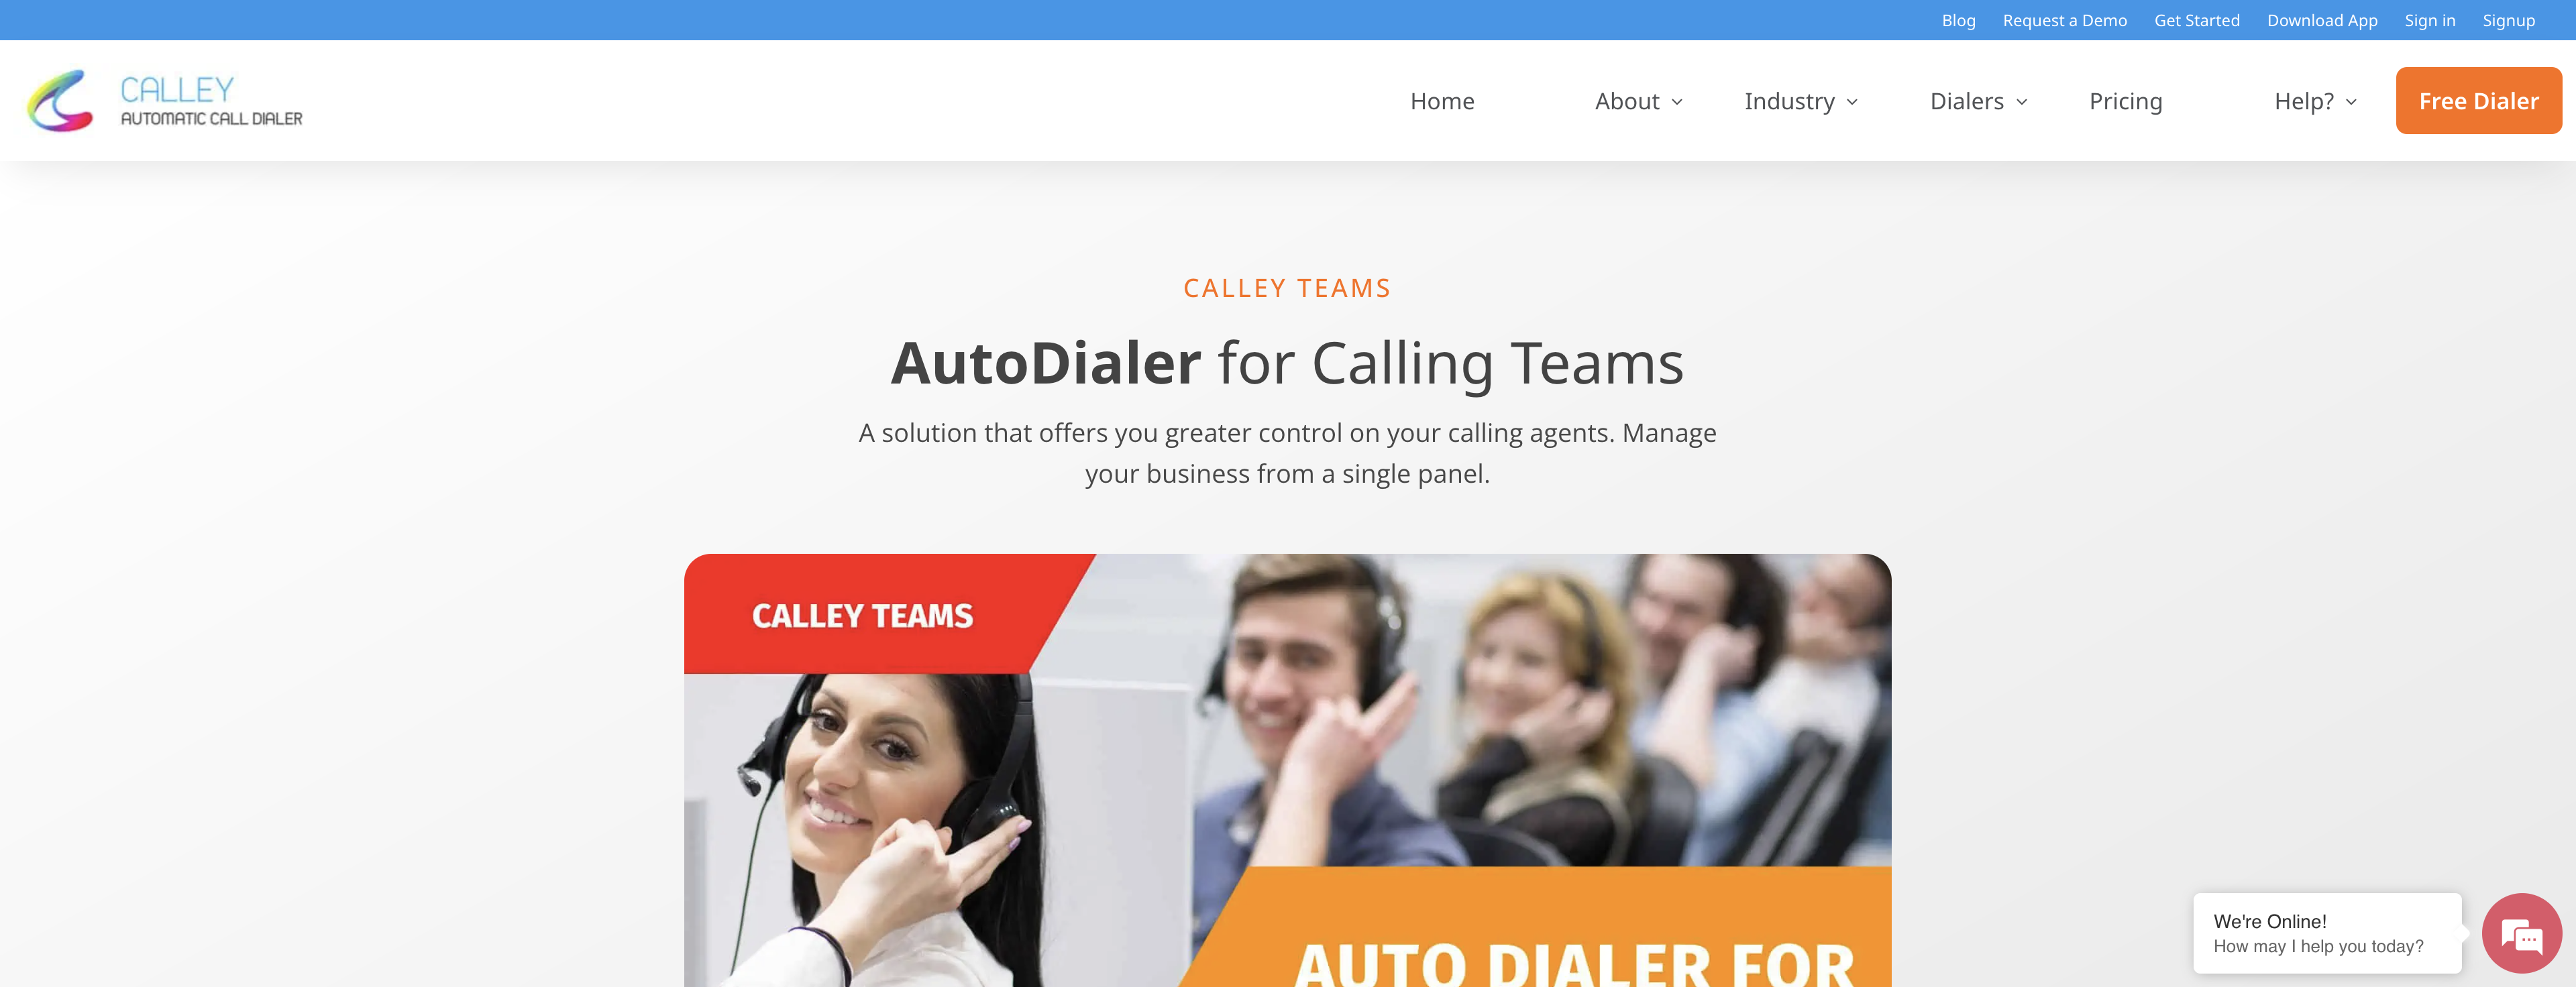 Blog Request a Demo Get Started Download App Sign in Signup
CALLEY
AUTOMATIC CALL DIALER
Home About Industry Dialers Pricing Help? Free Dialer
CALLEY TEAMS
AutoDialer for Calling Teams
A solution that offers you greater control on your calling agents. Manage
your business from a single panel.
CALLEY TEAMS
AUTO DIALER FOR
We're Online!
How may I help you today?